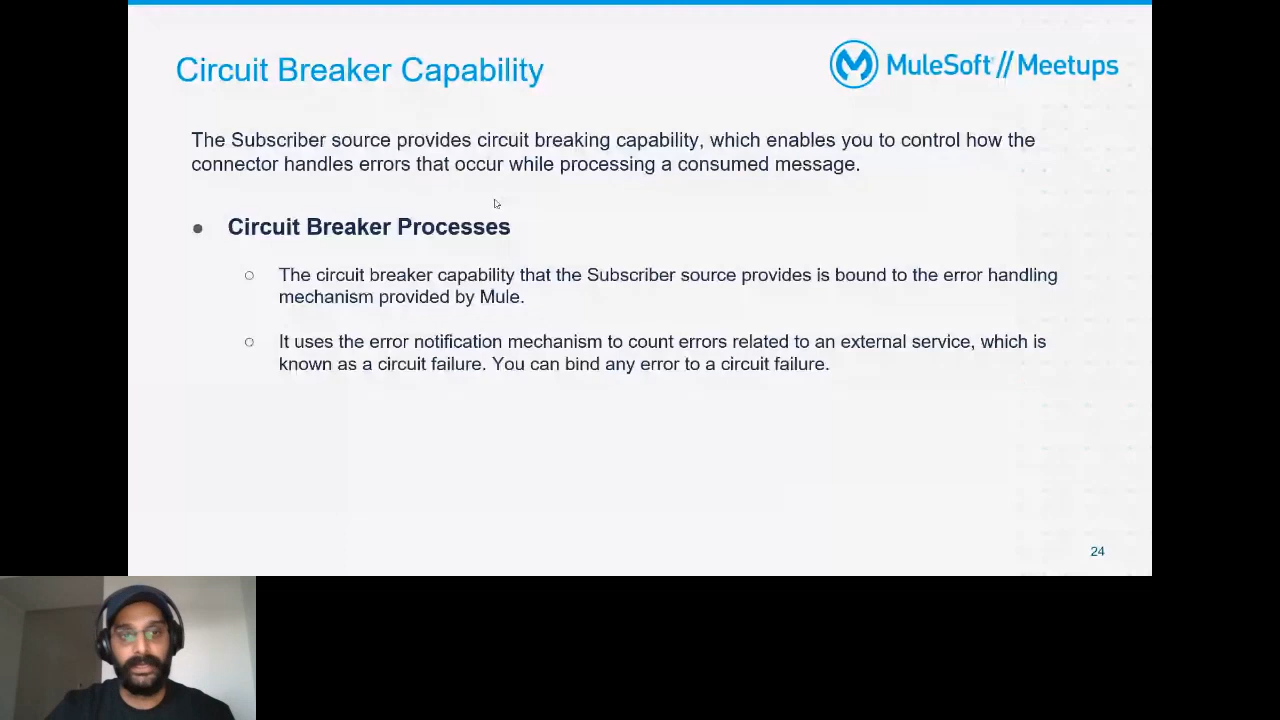 Circuit Breaker Capability
MuleSoft // Meetups
The Subscriber source provides circuit breaking capability, which enables you to control how the
connector handles errors that occur while processing a consumed message.
● Circuit Breaker Processes
○ The circuit breaker capability that the Subscriber source provides is bound to the error handling
mechanism provided by Mule.
○ It uses the error notification mechanism to count errors related to an external service, which is
known as a circuit failure. You can bind any error to a circuit failure.
24